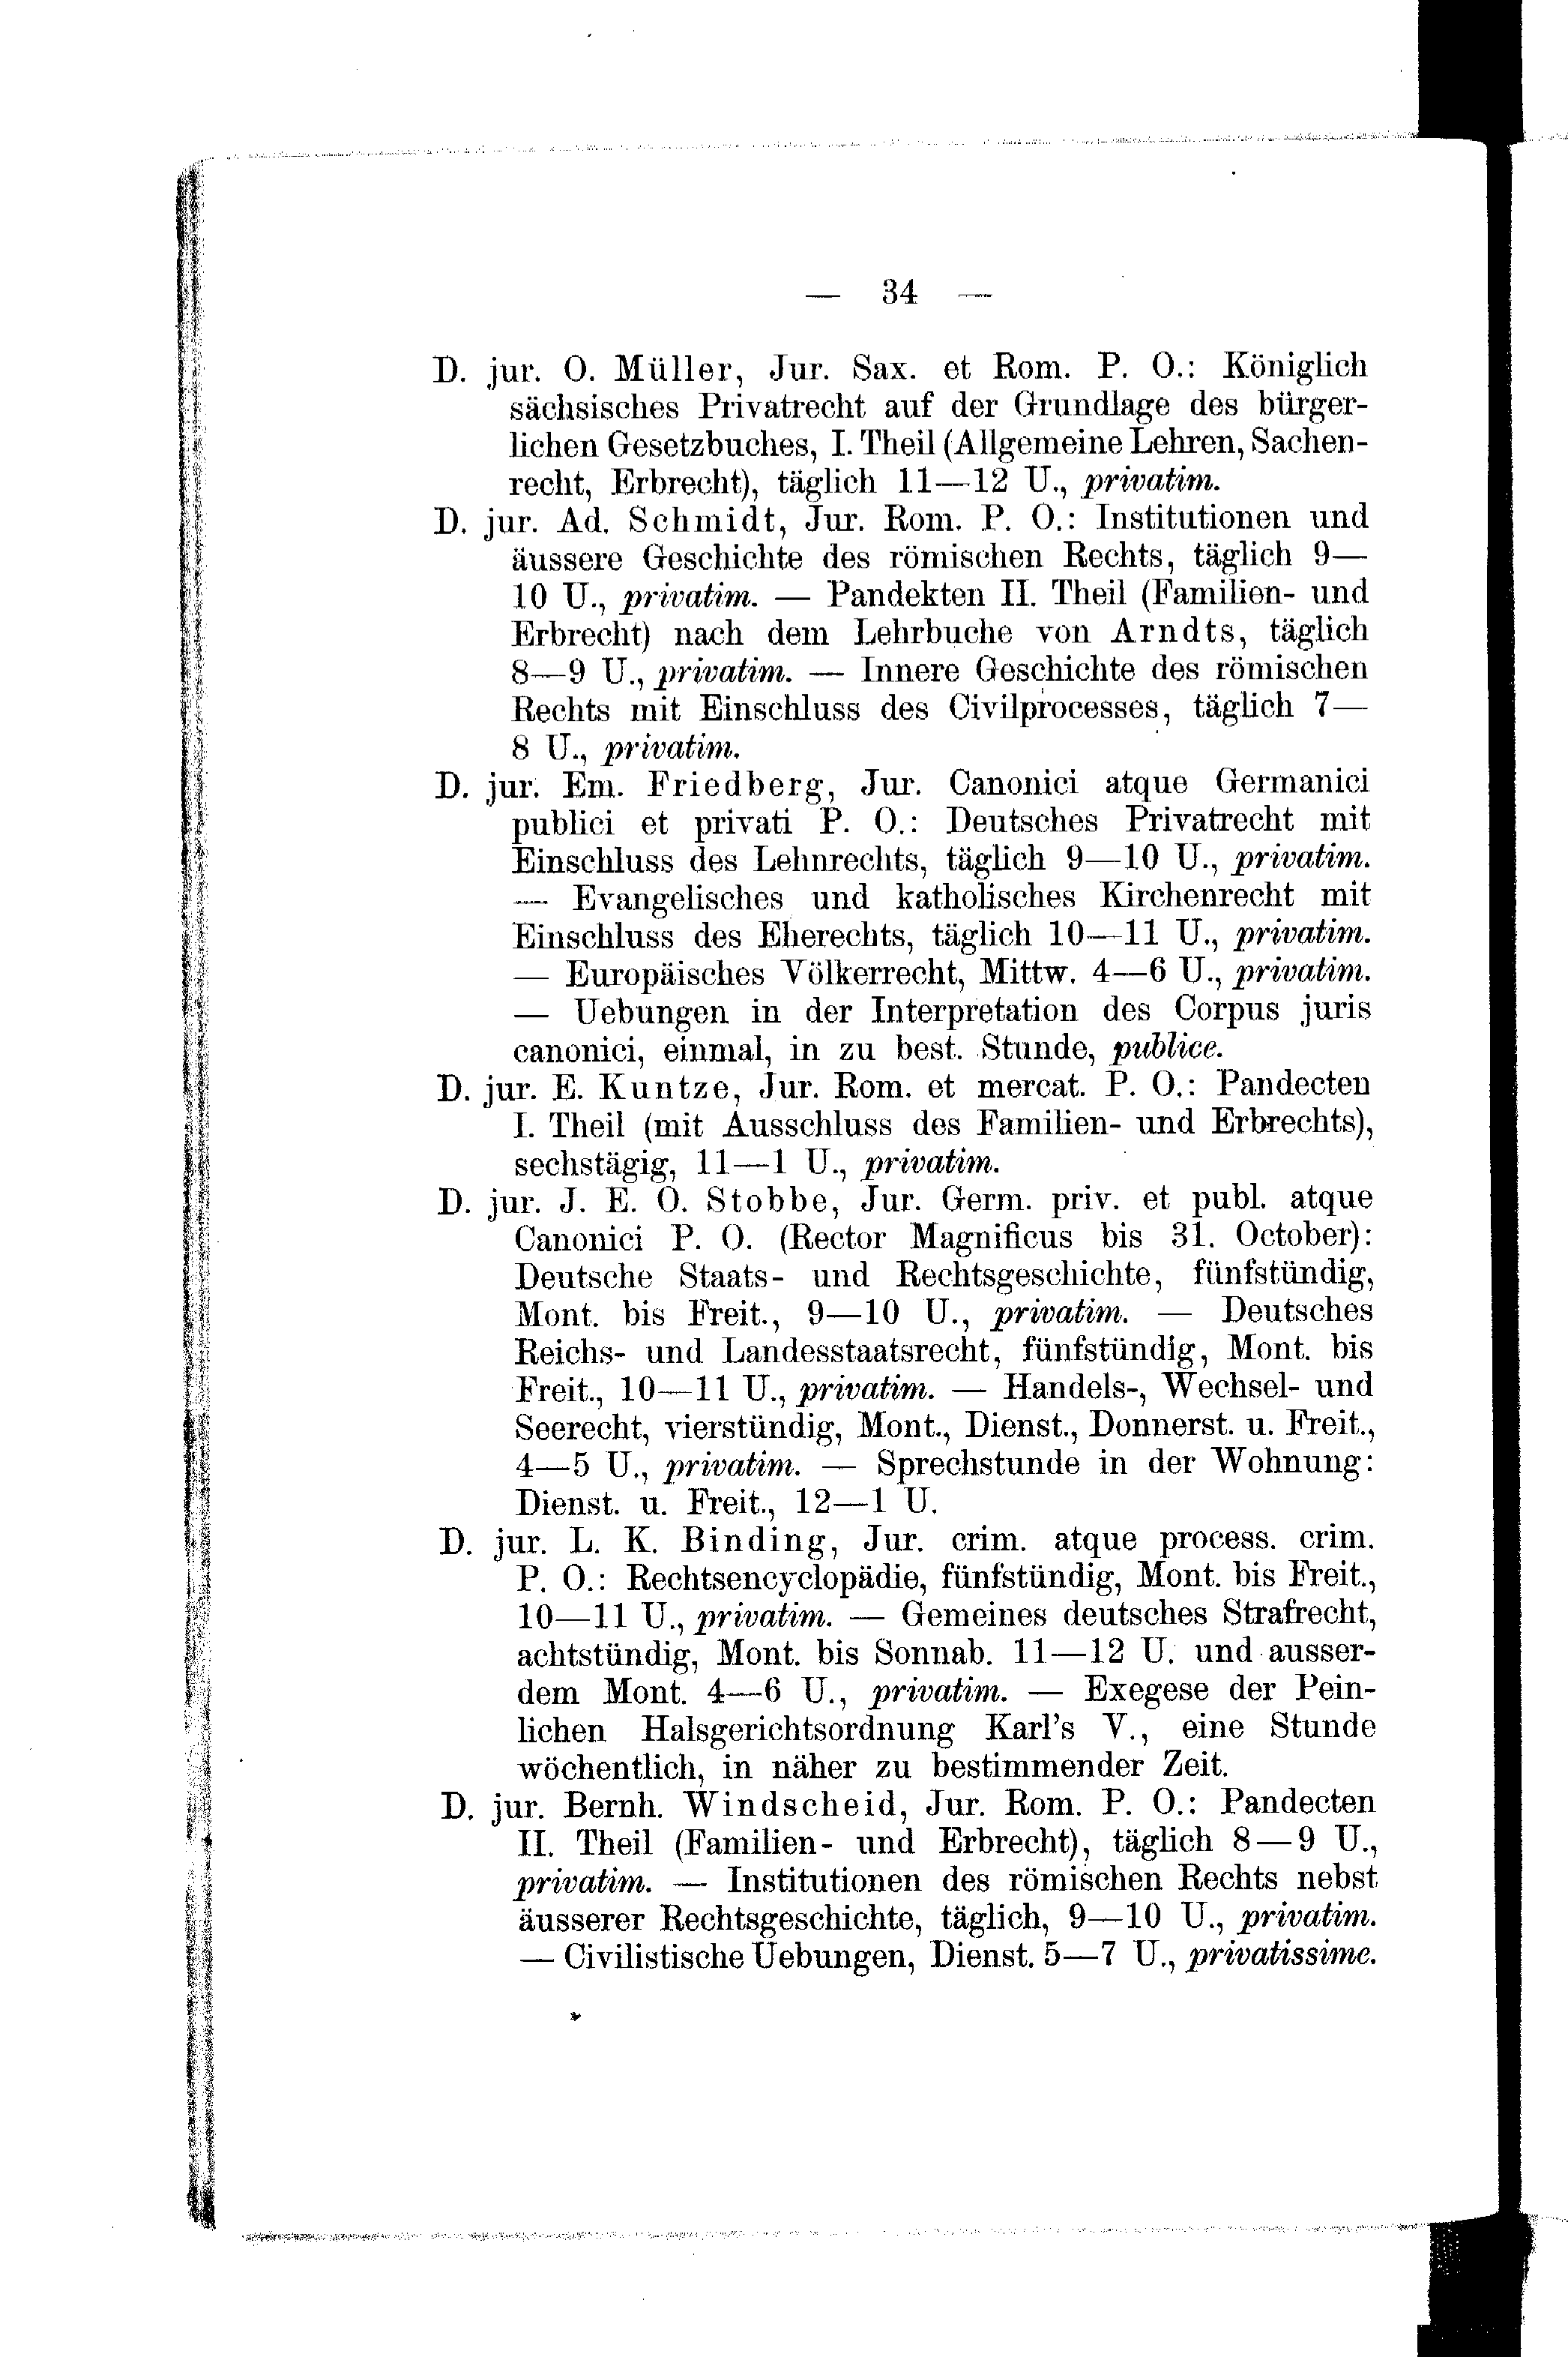 — 34 —
D. jur. O. Müller, Jur. Sax. et Rom. P. O.: Königlich
sächsisches Privatrecht auf der Grundlage des bürger-
lichen Gesetzbuches, I. Theil (Allgemeine Lehren, Sachen-
recht, Erbrecht), täglich 11—12 U., privatim.
D. jur. Ad. Schmidt, Jur. Rom. P. O.: Institutionen und
äussere Geschichte des römischen Rechts, täglich 9—
10 U., privatim. — Pandekten II. Theil (Familien- und
Erbrecht) nach dem Lehrbuche von Arndts, täglich
8—9 U., privatim. — Innere Geschichte des römischen
Rechts mit Einschluss des Civilprocesses, täglich 7—
8 U., privatim.
D. jur. Em. Friedberg, Jur. Canonici atque Germanici
publici et privati P. O.: Deutsches Privatrecht mit
Einschluss des Lehnrechts, täglich 9—10 U., privatim.
— Evangelisches und katholisches Kirchenrecht mit
Einschluss des Eherechts, täglich 10—11 U., privatim.
— Europäisches Völkerrecht, Mittw. 4—6 U., privatim.
— Uebungen in der Interpretation des Corpus juris
canonici, einmal, in zu best. Stunde, publice.
D. jur. E. Kuntze, Jur. Rom. et mercat. P. O.: Pandecten
I. Theil (mit Ausschluss des Familien- und Erbrechts),
sechstägig, 11—1 U., privatim.
D. jur. J. E. O. Stobbe, Jur. Germ. priv. et publ. atque
Canonici P. O. (Rector Magnificus bis 31. October):
Deutsche Staats- und Rechtsgeschichte, fünfstündig,
Mont. bis Freit., 9—10 U., privatim. — Deutsches
Reichs- und Landesstaatsrecht, fünfstündig, Mont. bis
Freit., 10—11 U., privatim. — Handels-, Wechsel- und
Seerecht, vierstündig, Mont., Dienst., Donnerst. u. Freit.,
4—5 U., privatim. — Sprechstunde in der Wohnung:
Dienst. u. Freit., 12—1 U.
D. jur. L. K. Binding, Jur. crim. atque process. crim.
P. O.: Rechtsencyclopädie, fünfstündig, Mont. bis Freit.,
10—11 U., privatim. — Gemeines deutsches Strafrecht,
achtstündig, Mont. bis Sonnab. 11—12 U. und ausser-
dem Mont. 4—6 U., privatim. — Exegese der Pein-
lichen Halsgerichtsordnung Karl's V., eine Stunde
wöchentlich, in näher zu bestimmender Zeit.
D. jur. Bernh. Windscheid, Jur. Rom. P. O.: Pandecten
II. Theil (Familien- und Erbrecht), täglich 8—9 U.,
privatim. — Institutionen des römischen Rechts nebst
äusserer Rechtsgeschichte, täglich, 9—10 U., privatim.
— Civilistische Uebungen, Dienst. 5—7 U., privatissime.